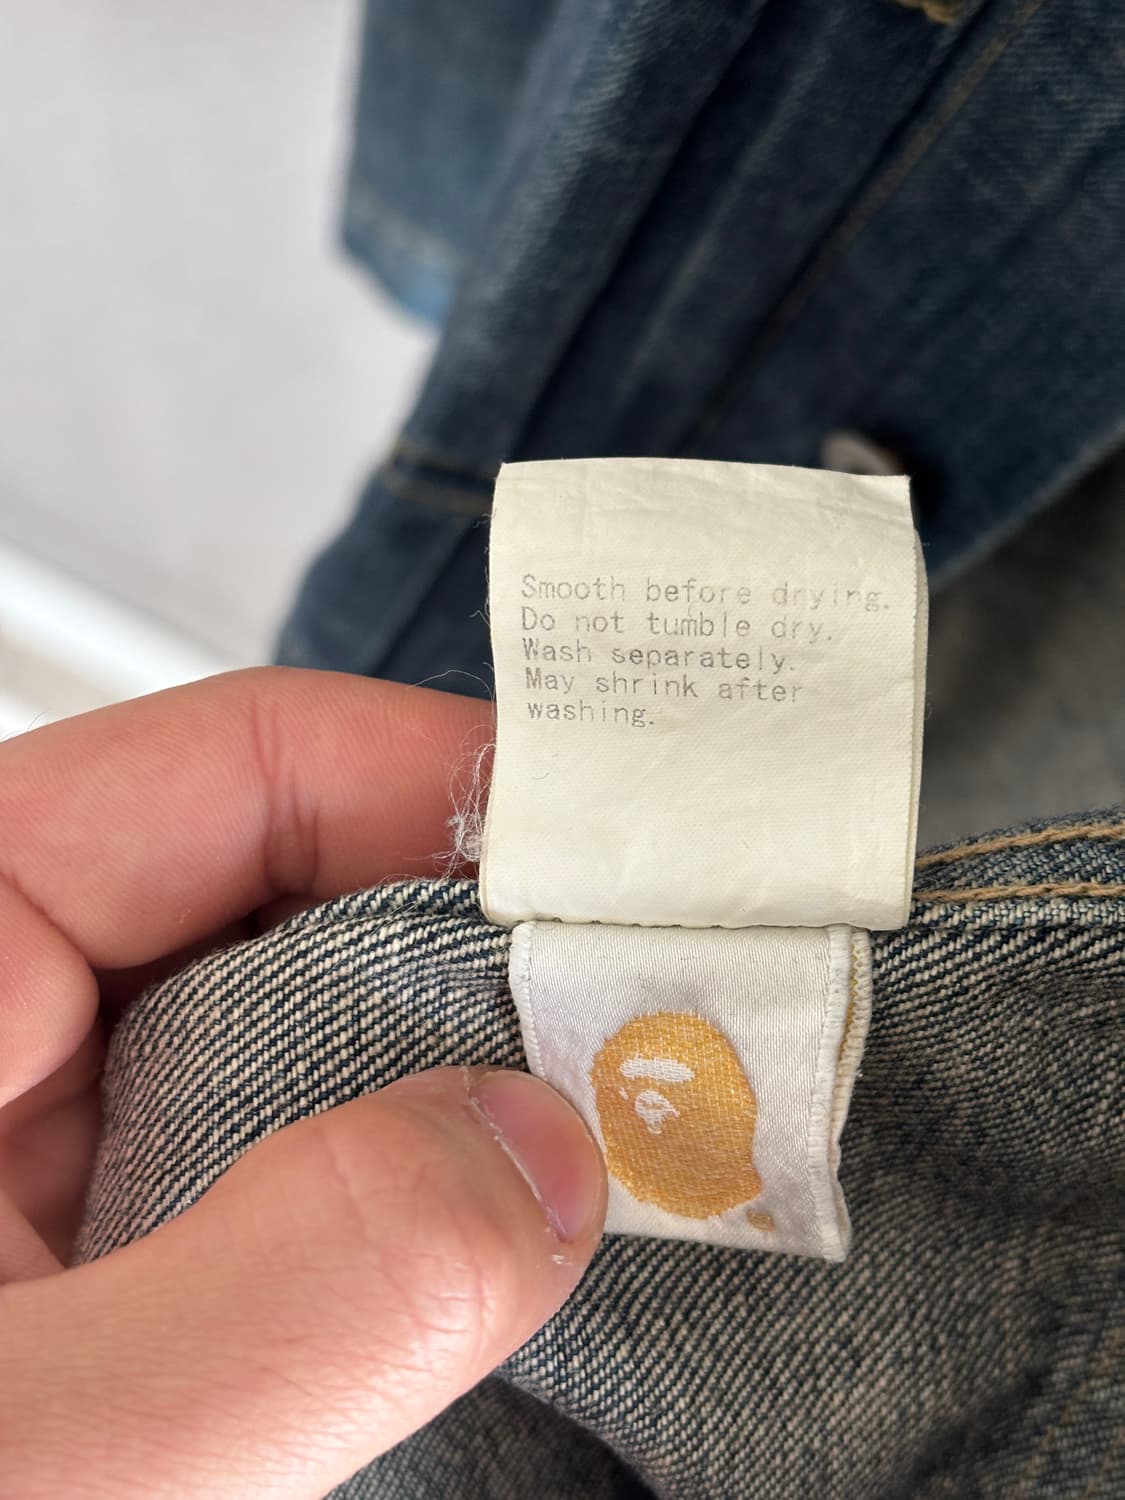 Smooth before drying.
Do not tumble dry.
Wash separately.
May shrink after
washing.